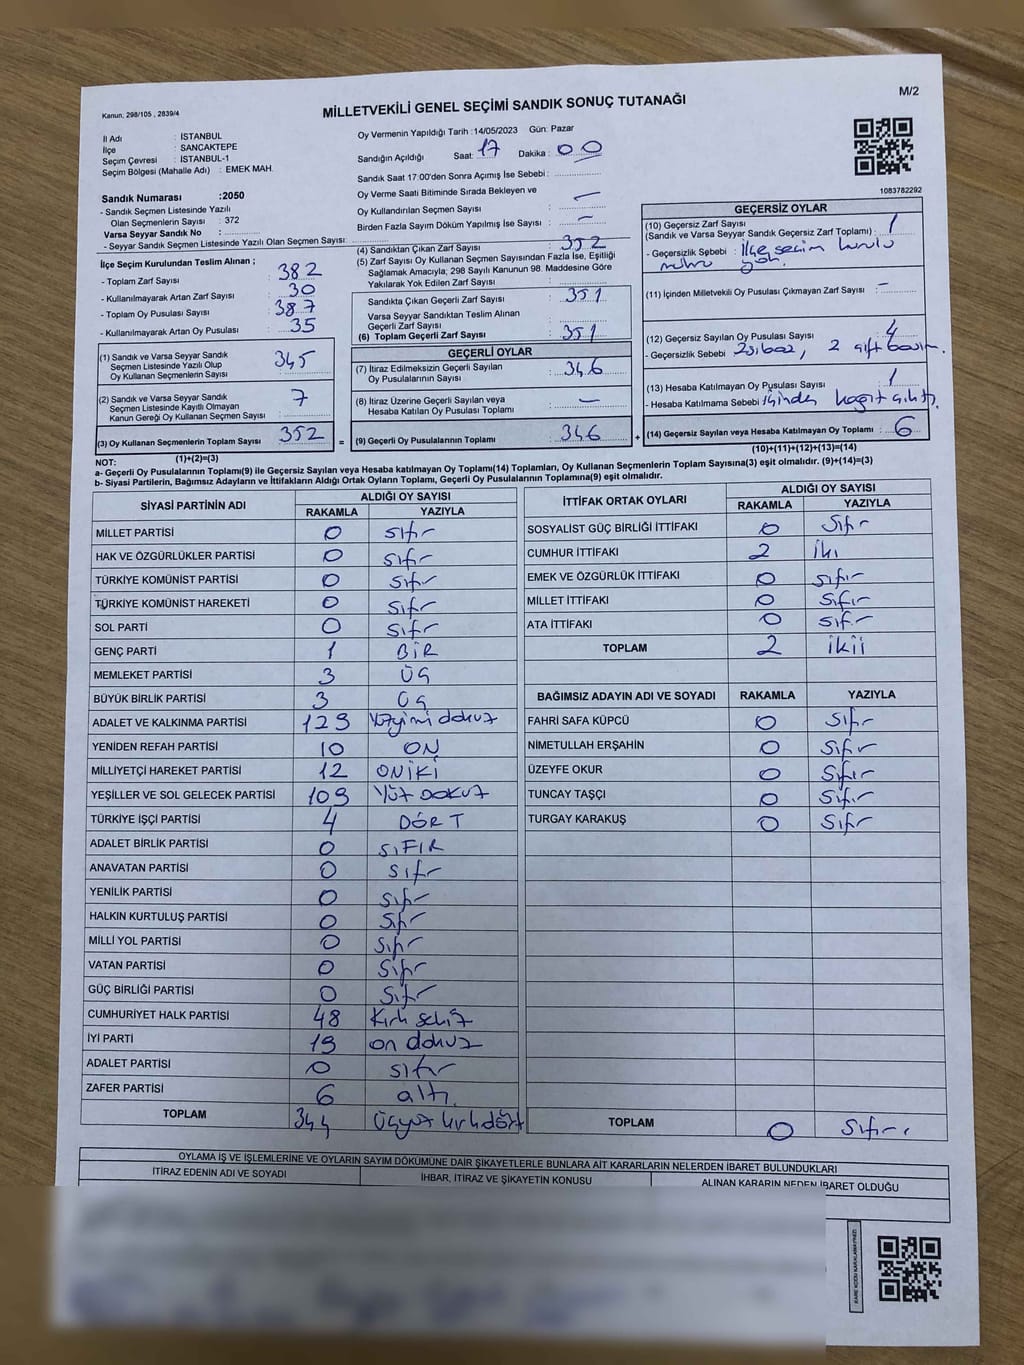 M/2
Kanun, 298/105 , 2839/4
MİLLETVEKİLİ GENEL SEÇİMİ SANDIK SONUÇ TUTANAĞI
İl Adı : İSTANBUL
İlçe : SANCAKTEPE
Seçim Çevresi : İSTANBUL-1
Seçim Bölgesi (Mahalle Adı) : EMEK MAH.
Sandık Numarası :2050
- Sandık Seçmen Listesinde Yazılı
Olan Seçmenlerin Sayısı : 372
Varsa Seyyar Sandık No :
- Seyyar Sandık Seçmen Listesinde Yazılı Olan Seçmen Sayısı:
İlçe Seçim Kurulundan Teslim Alınan ;
- Toplam Zarf Sayısı : 382
- Kullanılmayarak Artan Zarf Sayısı : 30
- Toplam Oy Pusulası Sayısı : 387
- Kullanılmayarak Artan Oy Pusulası : 35
(1) Sandık ve Varsa Seyyar Sandık
Seçmen Listesinde Yazılı Olup
Oy Kullanan Seçmenlerin Sayısı : 345
(2) Sandık ve Varsa Seyyar Sandık
Seçmen Listesinde Kayıtlı Olmayan
Kanun Gereği Oy Kullanan Seçmen Sayısı : 7
(3) Oy Kullanan Seçmenlerin Toplam Sayısı : 352
(1)+(2)=(3)
Oy Vermenin Yapıldığı Tarih :14/05/2023 Gün: Pazar
Sandığın Açıldığı Saat: 17 Dakika : 00
Sandık Saat 17:00'den Sonra Açımış İse Sebebi :
Oy Verme Saati Bitiminde Sırada Bekleyen ve
Oy Kullandırılan Seçmen Sayısı : -
Birden Fazla Sayım Döküm Yapılmış İse Sayısı : -
(4) Sandıktan Çıkan Zarf Sayısı : 352
(5) Zarf Sayısı Oy Kullanan Seçmen Sayısından Fazla İse, Eşitliği
Sağlamak Amacıyla; 298 Sayılı Kanunun 98. Maddesine Göre
Yakılarak Yok Edilen Zarf Sayısı :
Sandıkta Çıkan Geçerli Zarf Sayısı : 351
Varsa Seyyar Sandıktan Teslim Alınan
Geçerli Zarf Sayısı :
(6) Toplam Geçerli Zarf Sayısı : 351
GEÇERLİ OYLAR
(7) İtiraz Edilmeksizin Geçerli Sayılan
Oy Pusulalarının Sayısı : 346
(8) İtiraz Üzerine Geçerli Sayılan veya
Hesaba Katılan Oy Pusulası Toplamı : -
= (9) Geçerli Oy Pusulalarının Toplamı : 346
1083782292
GEÇERSİZ OYLAR
(10) Geçersiz Zarf Sayısı
(Sandık ve Varsa Seyyar Sandık Geçersiz Zarf Toplamı) : 1
- Geçersizlik Sebebi : İlçe seçim kurulu
mührü yok.
(11) İçinden Milletvekili Oy Pusulası Çıkmayan Zarf Sayısı : -
(12) Geçersiz Sayılan Oy Pusulası Sayısı : 4
- Geçersizlik Sebebi : 2 çift basım.
(13) Hesaba Katılmayan Oy Pusulası Sayısı : 1
- Hesaba Katılmama Sebebi : İçinden kağıt çıktı
+ (14) Geçersiz Sayılan veya Hesaba Katılmayan Oy Toplamı : 6
(10)+(11)+(12)+(13)=(14)
NOT:
a- Geçerli Oy Pusulalarının Toplamı(9) ile Geçersiz Sayılan veya Hesaba katılmayan Oy Toplamı(14) Toplamları, Oy Kullanan Seçmenlerin Toplam Sayısına(3) eşit olmalıdır. (9)+(14)=(3)
b- Siyasi Partilerin, Bağımsız Adayların ve İttifakların Aldığı Ortak Oyların Toplamı, Geçerli Oy Pusulalarının Toplamına(9) eşit olmalıdır.
SİYASİ PARTİNİN ADI ALDIĞI OY SAYISI
RAKAMLA YAZIYLA
MİLLET PARTİSİ 0 sıfır
HAK VE ÖZGÜRLÜKLER PARTİSİ 0 sıfır
TÜRKİYE KOMÜNİST PARTİSİ 0 sıfır
TÜRKİYE KOMÜNİST HAREKETİ 0 sıfır
SOL PARTİ 0 sıfır
GENÇ PARTİ 1 BİR
MEMLEKET PARTİSİ 3 ÜÇ
BÜYÜK BİRLİK PARTİSİ 3 ÜÇ
ADALET VE KALKINMA PARTİSİ 129 Yüzyirmi dokuz
YENİDEN REFAH PARTİSİ 10 ON
MİLLİYETÇİ HAREKET PARTİSİ 12 ONİKİ
YEŞİLLER VE SOL GELECEK PARTİSİ 109 Yüz DOKUZ
TÜRKİYE İŞÇİ PARTİSİ 4 DÖRT
ADALET BİRLİK PARTİSİ 0 SIFIR
ANAVATAN PARTİSİ 0 sıfır
YENİLİK PARTİSİ 0 sıfır
HALKIN KURTULUŞ PARTİSİ 0 sıfır
MİLLİ YOL PARTİSİ 0 sıfır
VATAN PARTİSİ 0 sıfır
GÜÇ BİRLİĞİ PARTİSİ 0 sıfır
CUMHURİYET HALK PARTİSİ 48 Kırk sekiz
İYİ PARTİ 19 on dokuz
ADALET PARTİSİ 0 sıfır
ZAFER PARTİSİ 6 altı
TOPLAM 344 Üçyüz kırkdört
İTTİFAK ORTAK OYLARI ALDIĞI OY SAYISI
RAKAMLA YAZIYLA
SOSYALİST GÜÇ BİRLİĞİ İTTİFAKI 0 sıfır
CUMHUR İTTİFAKI 2 iki
EMEK VE ÖZGÜRLÜK İTTİFAKI 0 sıfır
MİLLET İTTİFAKI 0 sıfır
ATA İTTİFAKI 0 sıfır
TOPLAM 2 ikii
BAĞIMSIZ ADAYIN ADI VE SOYADI RAKAMLA YAZIYLA
FAHRİ SAFA KÜPCÜ 0 sıfır
NİMETULLAH ERŞAHİN 0 sıfır
ÜZEYFE OKUR 0 sıfır
TUNCAY TAŞÇI 0 sıfır
TURGAY KARAKUŞ 0 sıfır
TOPLAM 0 sıfır
OYLAMA İŞ VE İŞLEMLERİNE VE OYLARIN SAYIM DÖKÜMÜNE DAİR ŞİKAYETLERLE BUNLARA AİT KARARLARIN NELERDEN İBARET BULUNDUKLARI
İTİRAZ EDENİN ADI VE SOYADI İHBAR, İTİRAZ VE ŞİKAYETİN KONUSU ALINAN KARARIN NEDEN İBARET OLDUĞU